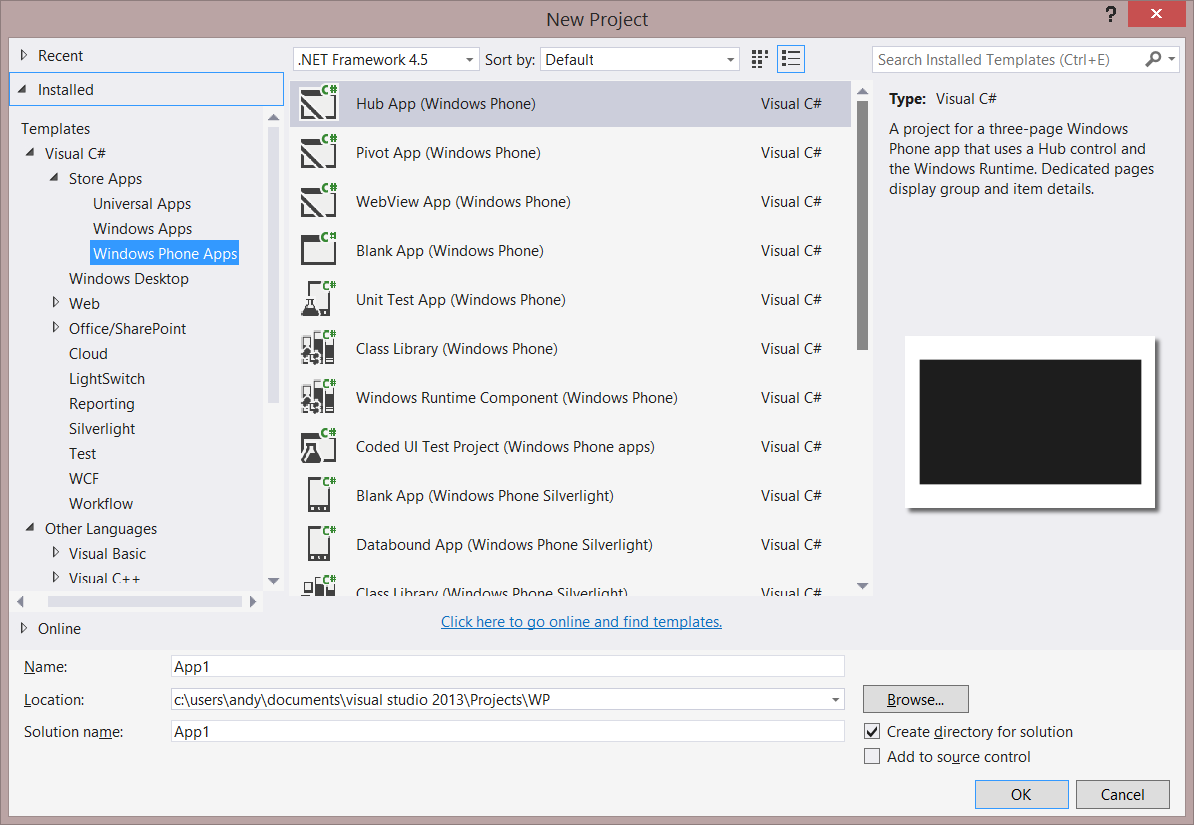 New Project
?
Recent
Installed
.NET Framework 4.5
Sort by: Default
Search Installed Templates (Ctrl+E)
Templates
Visual C#
Store Apps
Universal Apps
Windows Apps
Windows Phone Apps
Windows Desktop
Web
Office/SharePoint
Cloud
LightSwitch
Reporting
Silverlight
Test
WCF
Workflow
Other Languages
Visual Basic
Visual C++
Online
C# Hub App (Windows Phone) Visual C#
C# Pivot App (Windows Phone) Visual C#
C# WebView App (Windows Phone) Visual C#
C# Blank App (Windows Phone) Visual C#
C# Unit Test App (Windows Phone) Visual C#
C# Class Library (Windows Phone) Visual C#
C# Windows Runtime Component (Windows Phone) Visual C#
C# Coded UI Test Project (Windows Phone apps) Visual C#
C# Blank App (Windows Phone Silverlight) Visual C#
C# Databound App (Windows Phone Silverlight) Visual C#
C# Class Library (Windows Phone Silverlight) Visual C#
Click here to go online and find templates.
Type: Visual C#
A project for a three-page Windows
Phone app that uses a Hub control and
the Windows Runtime. Dedicated pages
display group and item details.
Name: App1
Location: c:\users\andy\documents\visual studio 2013\Projects\WP
Browse...
Solution name: App1
Create directory for solution
Add to source control
OK
Cancel